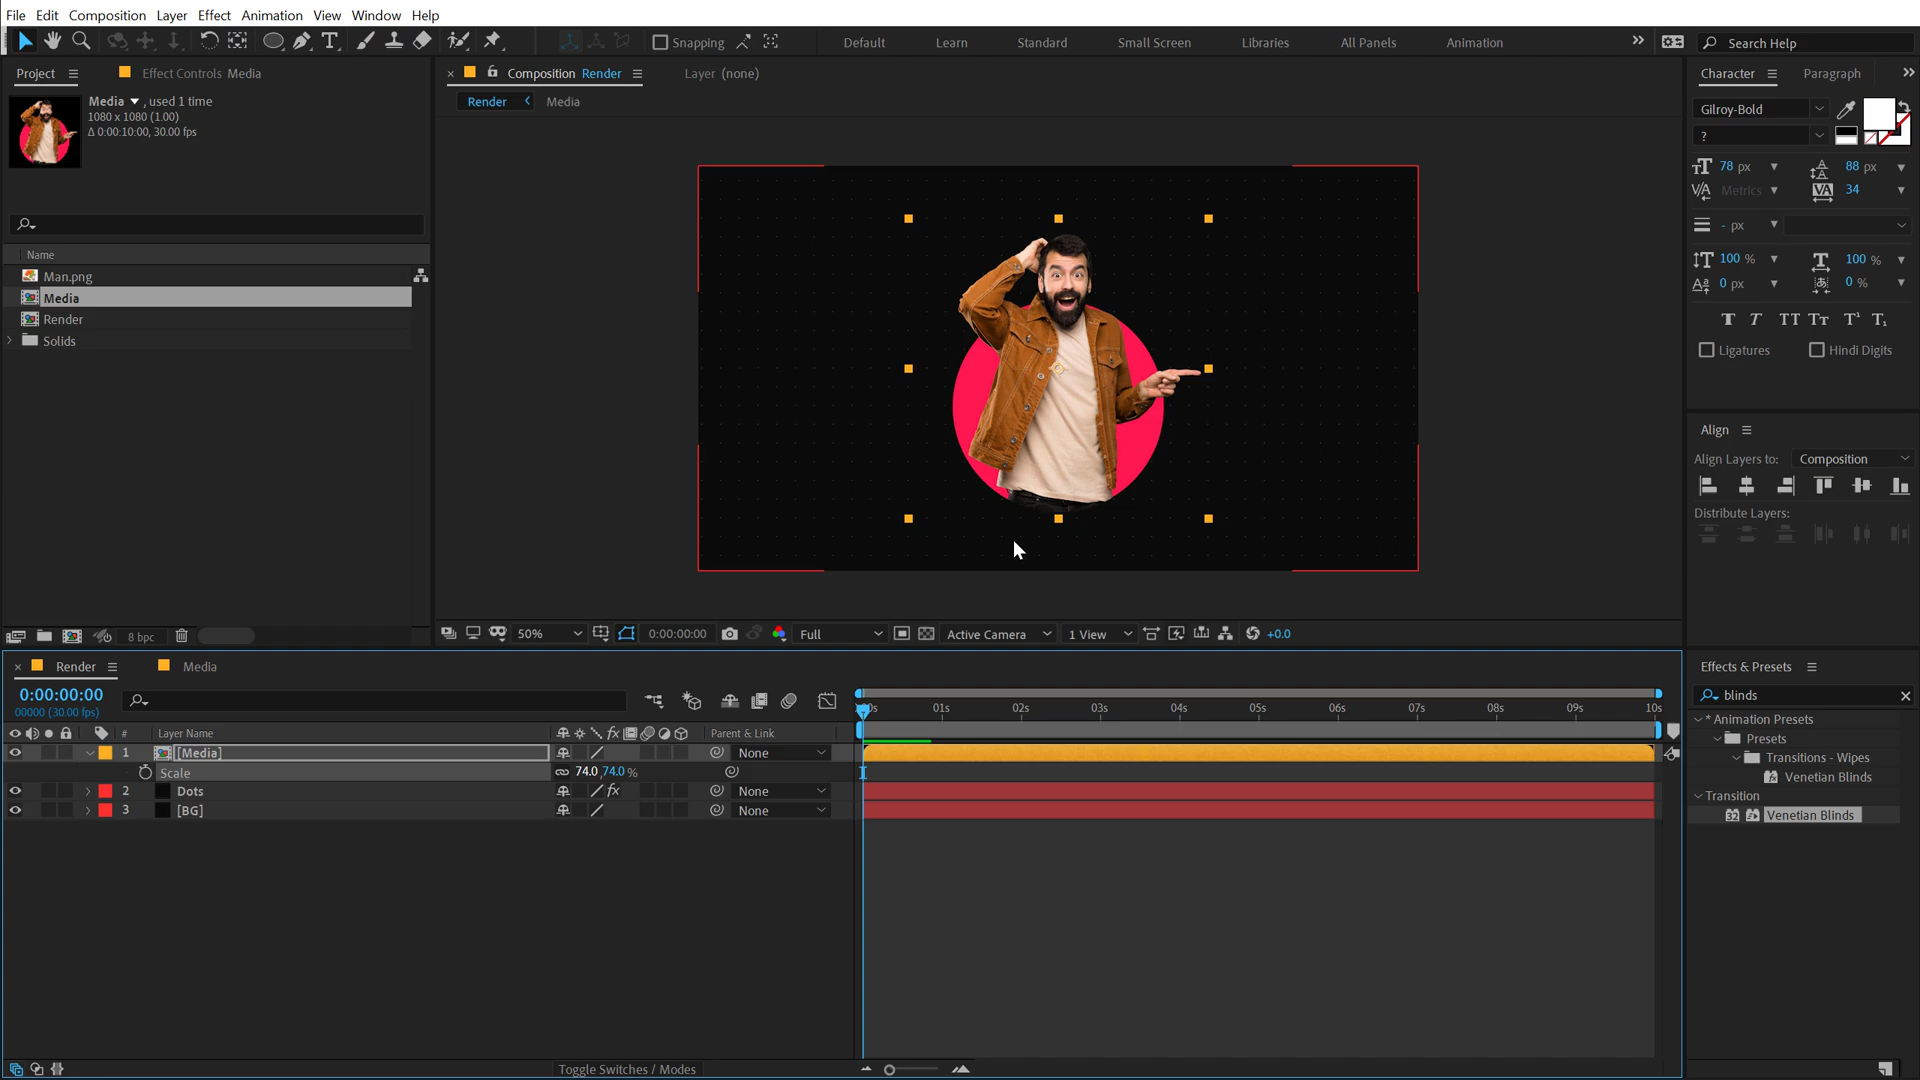 File Edit Composition Layer Effect Animation View Window Help
Snapping Default Learn Standard Small Screen Libraries All Panels Animation Search Help
Project Effect Controls Media
Media , used 1 time
1080 x 1080 (1.00)
Δ 0:00:10:00, 30.00 fps
Name
Man.png
Media
Render
Solids
8 bpc
Composition Render Layer (none)
Render Media
50% 0:00:00:00 Full Active Camera 1 View +0.0
Character Paragraph
Gilroy-Bold
?
78 px 88 px
Metrics 34
- px
100 % 100 %
0 px 0 %
Ligatures Hindi Digits
Align
Align Layers to: Composition
Distribute Layers:
Render Media
0:00:00:00
00000 (30.00 fps)
# Layer Name Parent & Link
1 [Media] None
Scale 74.0,74.0%
2 Dots None
3 [BG] None
01s 02s 03s 04s 05s 06s 07s 08s 09s 10s
Toggle Switches / Modes
Effects & Presets
blinds
* Animation Presets
Presets
Transitions - Wipes
Venetian Blinds
Transition
32 Venetian Blinds